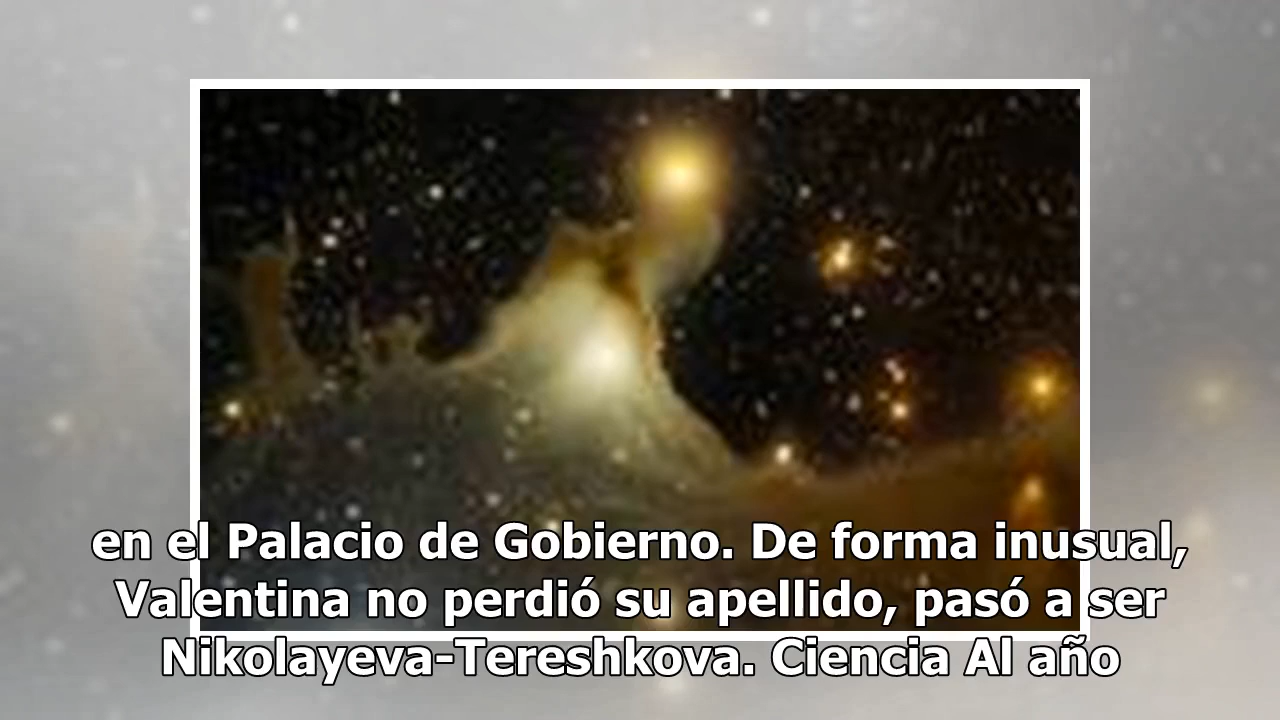 en el Palacio de Gobierno. De forma inusual,
Valentina no perdió su apellido, pasó a ser
Nikolayeva-Tereshkova. Ciencia Al año